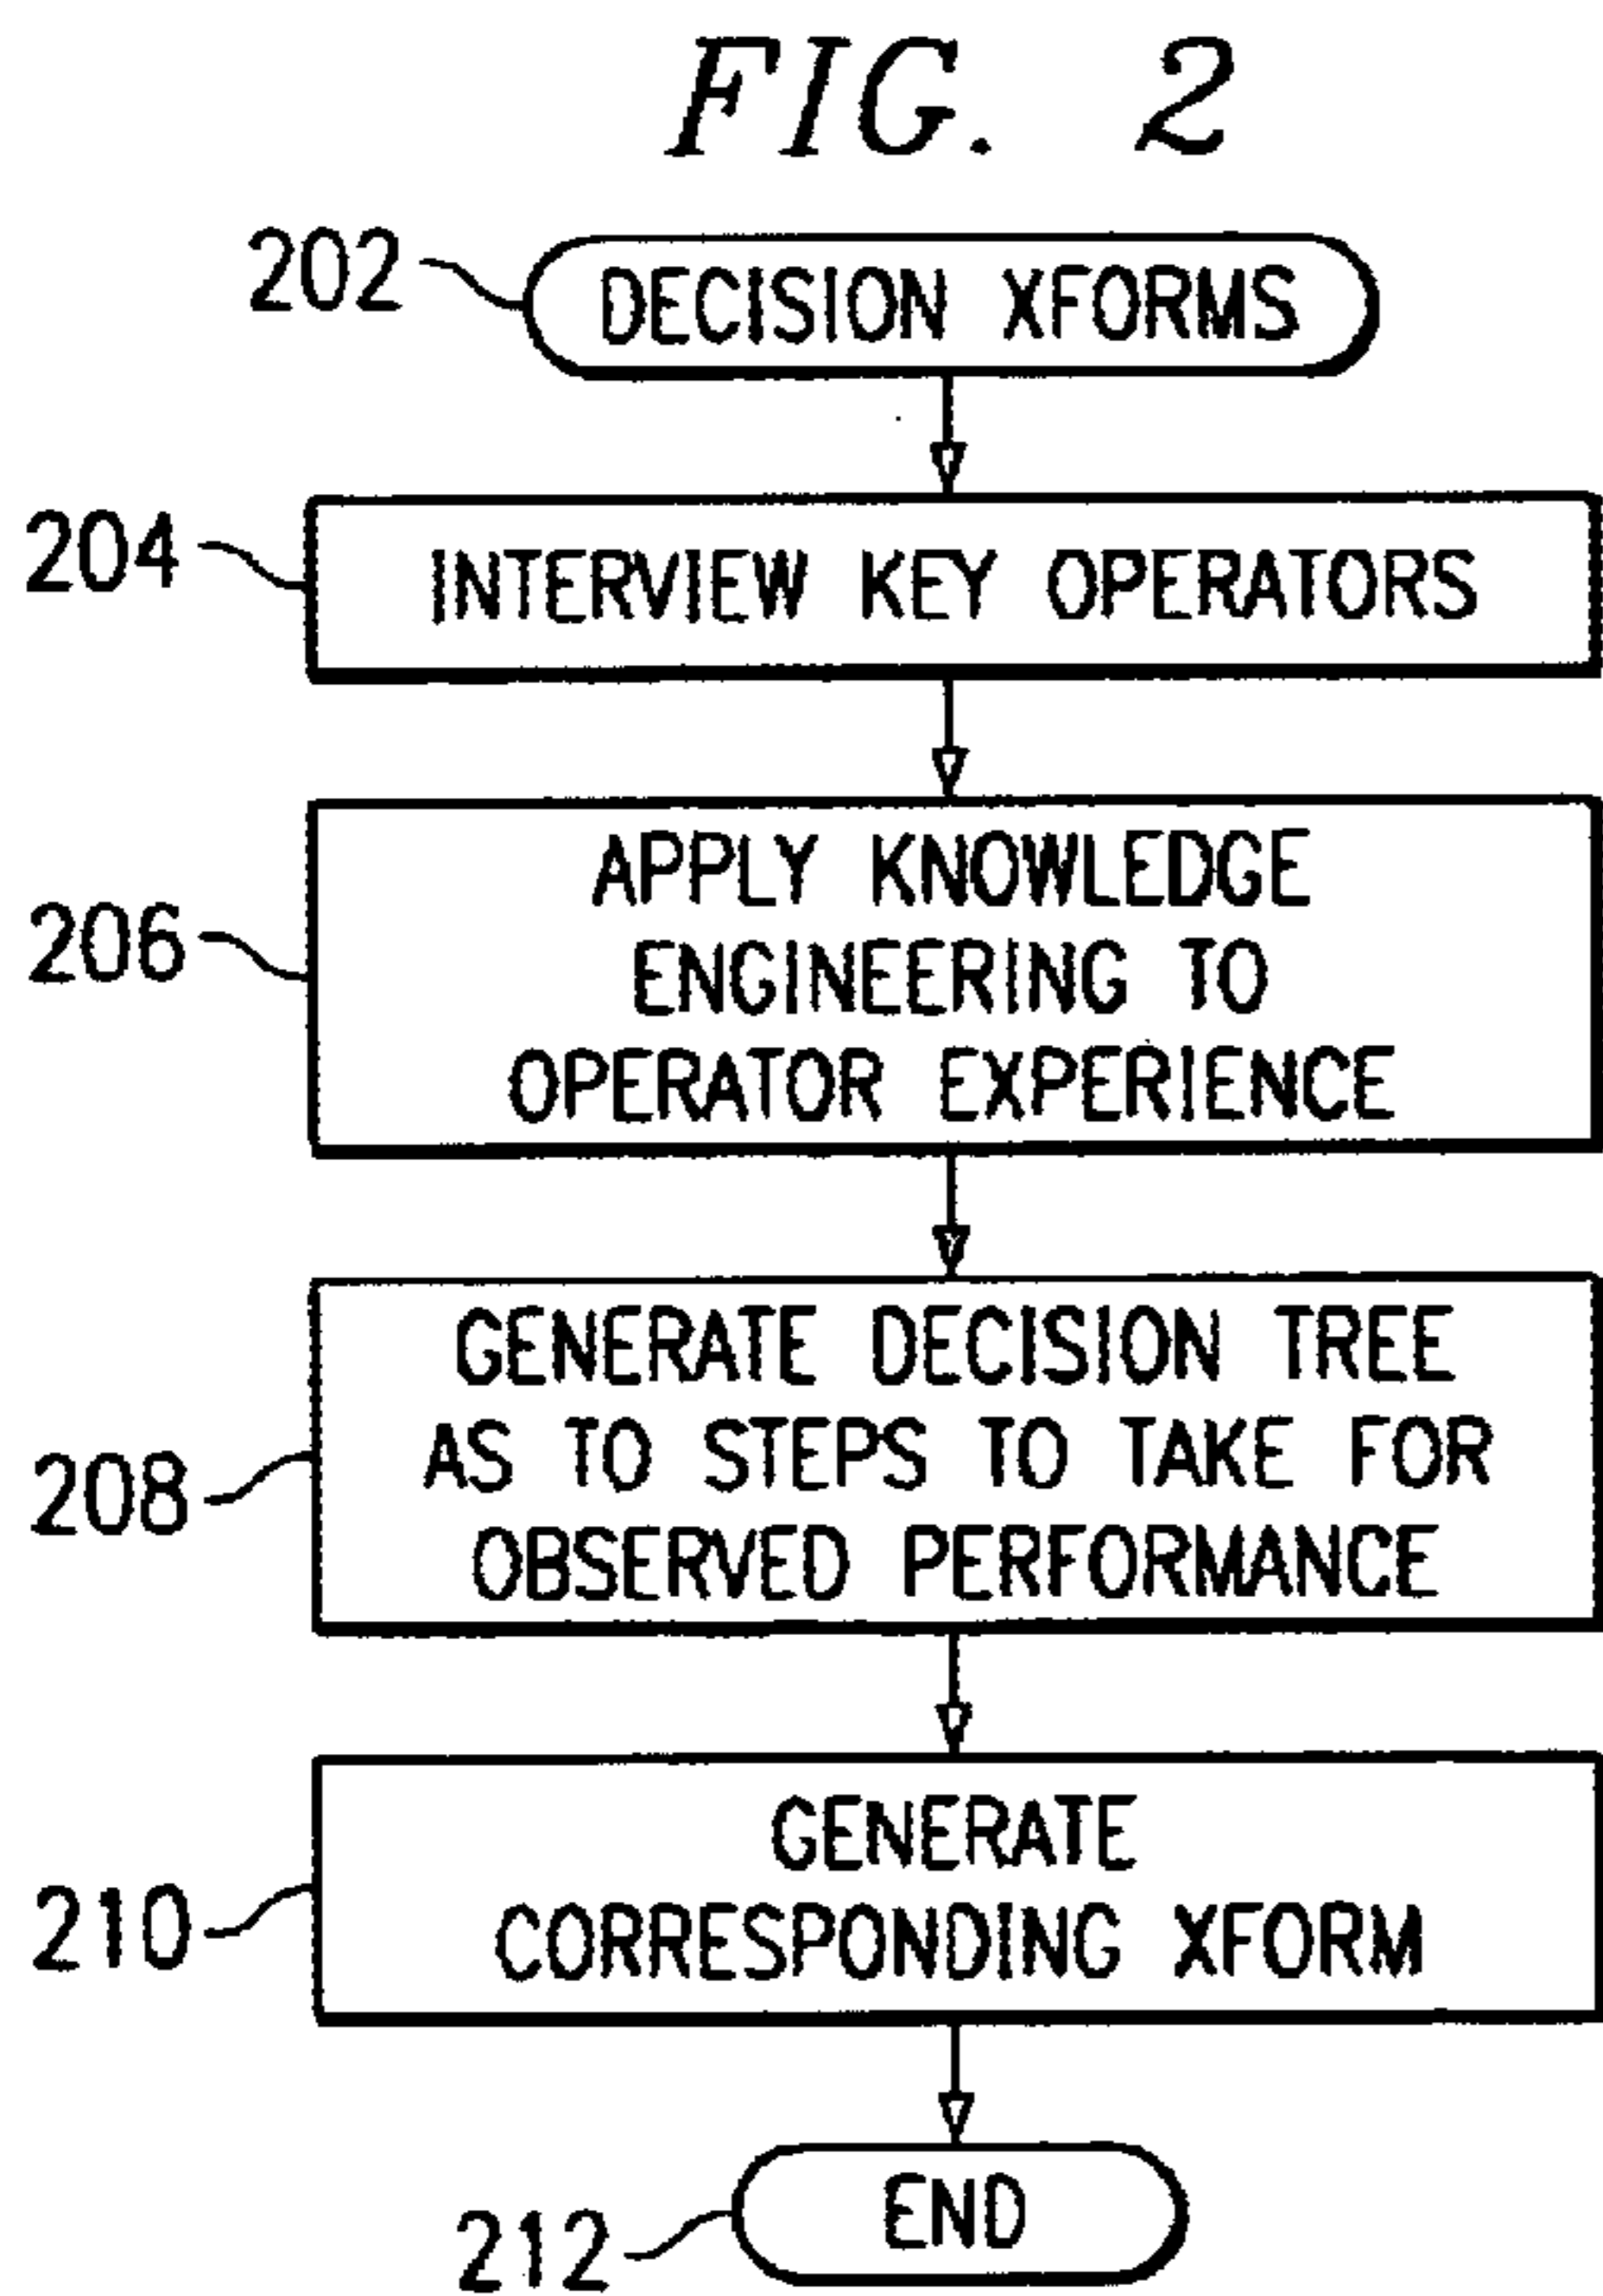 FIG. 2
202
DECISION XFORMS
204
INTERVIEW KEY OPERATORS
206
APPLY KNOWLEDGE
ENGINEERING TO
OPERATOR EXPERIENCE
208
GENERATE DECISION TREE
AS TO STEPS TO TAKE FOR
OBSERVED PERFORMANCE
210
GENERATE
CORRESPONDING XFORM
212
END